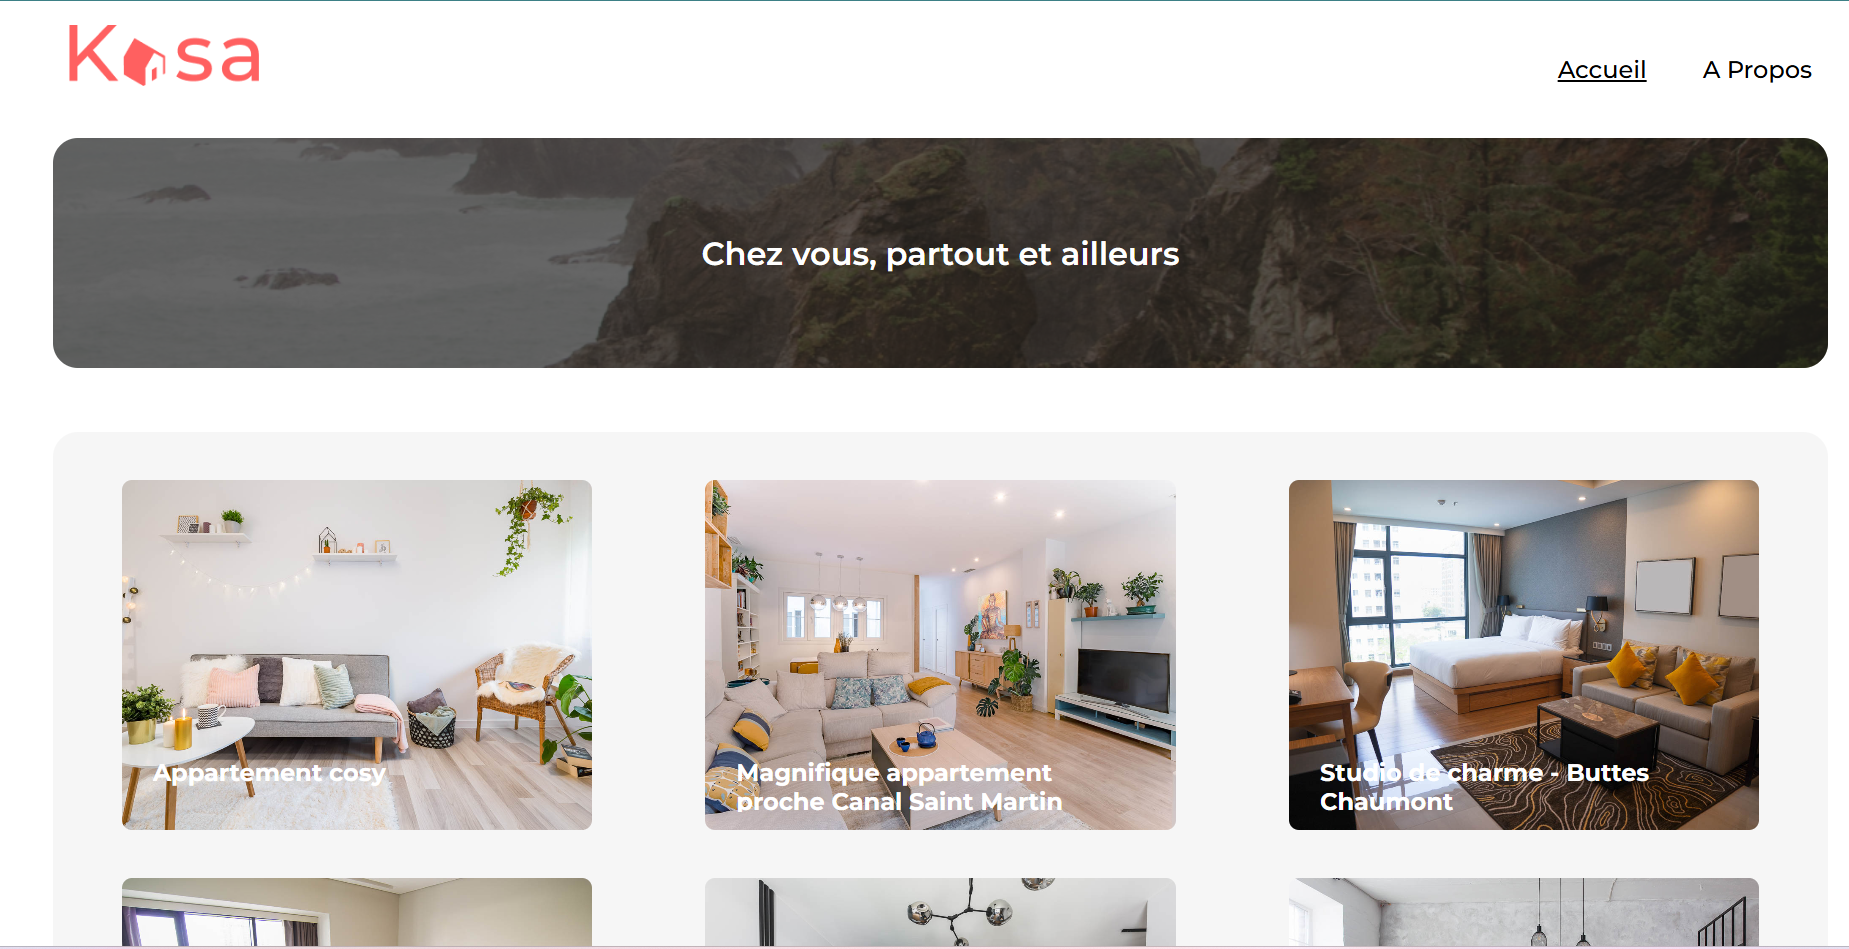 Kasa
Accueil
A Propos
Chez vous, partout et ailleurs
Appartement cosy
Magnifique appartement
proche Canal Saint Martin
Studio de charme - Buttes
Chaumont